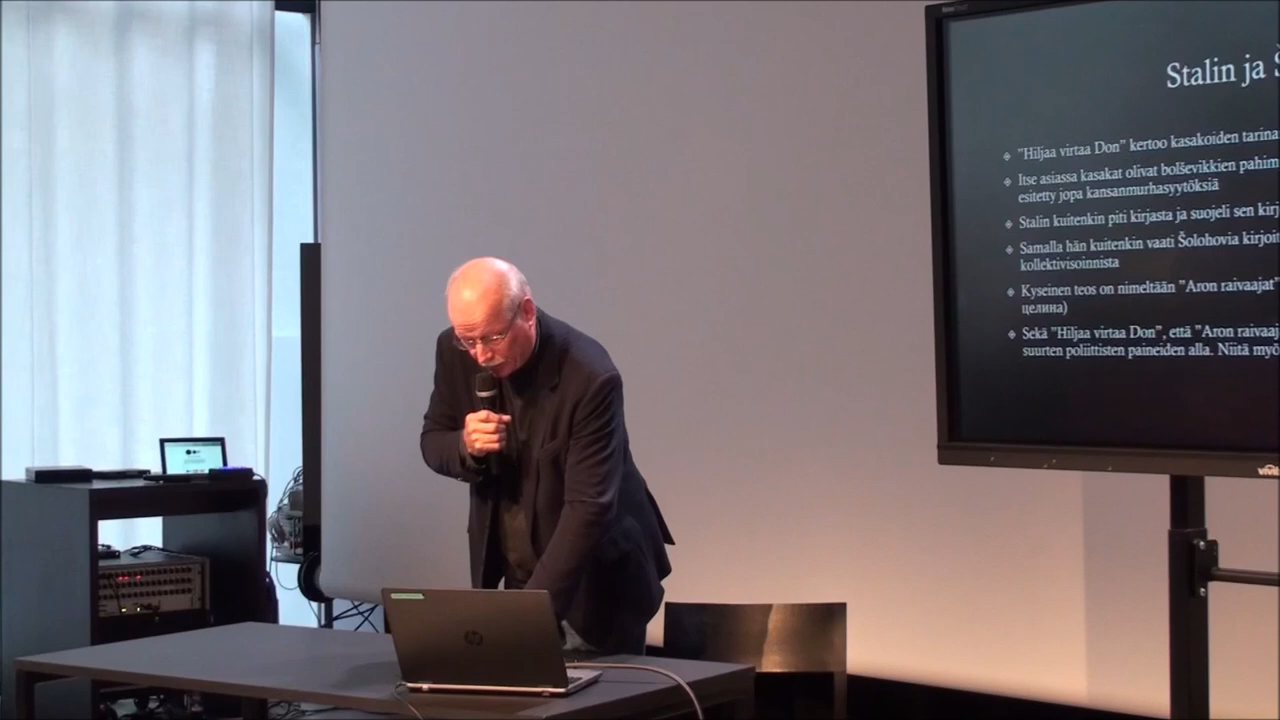 Stalin ja
"Hiljaa virtaa Don" kertoo kasakoiden tarina
Itse asiassa kasakat olivat bolševikkien pahim
esitetty jopa kansanmurhasyytöksiä
Stalin kuitenkin piti kirjasta ja suojeli sen kirj
Samalla hän kuitenkin vaati Šolohovia kirjoit
kollektivisoinnista
Kyseinen teos on nimeltään "Aron raivaajat"
целина)
Sekä "Hiljaa virtaa Don", että "Aron raivaaj
suurten poliittisten paineiden alla. Niitä myö
hp